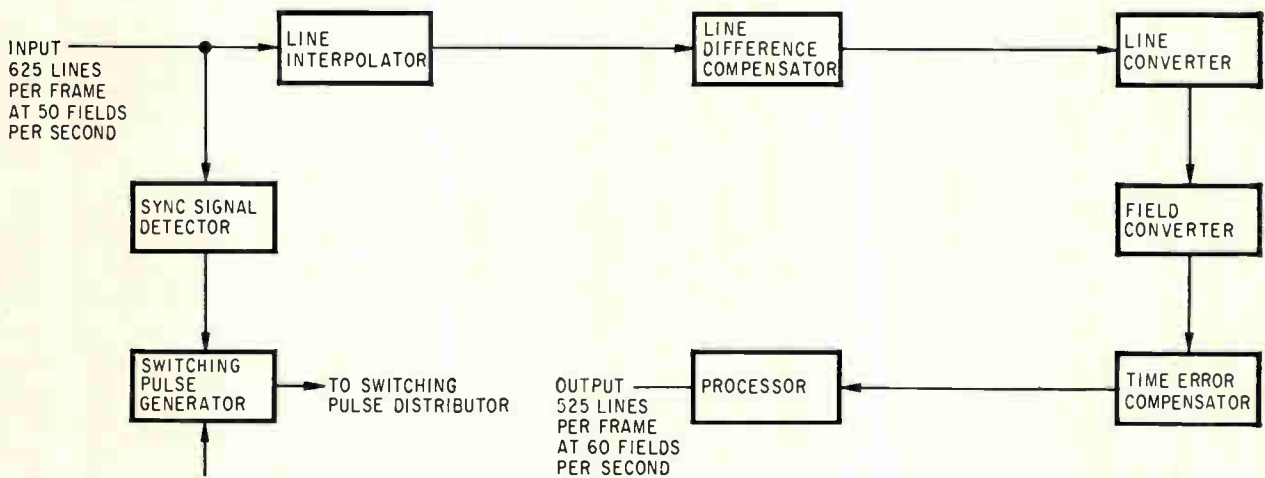 INPUT
625 LINES
PER FRAME
AT 50 FIELDS
PER SECOND
LINE
INTERPOLATOR
LINE
DIFFERENCE
COMPENSATOR
LINE
CONVERTER
SYNC SIGNAL
DETECTOR
FIELD
CONVERTER
SWITCHING
PULSE
GENERATOR
TO SWITCHING
PULSE DISTRIBUTOR
OUTPUT
525 LINES
PER FRAME
AT 60 FIELDS
PER SECOND
PROCESSOR
TIME ERROR
COMPENSATOR